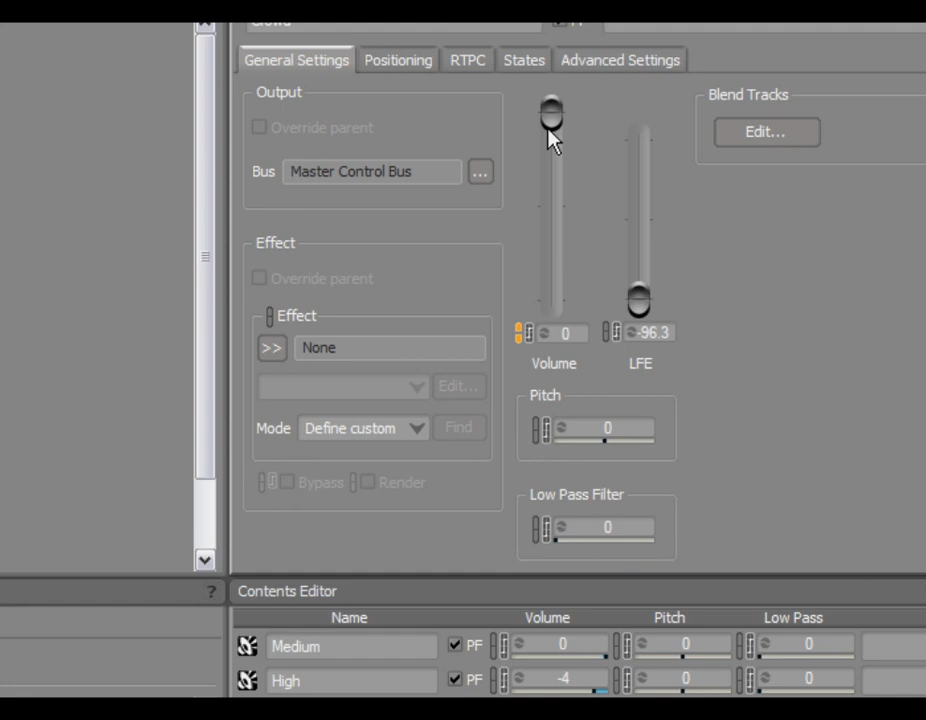 General Settings Positioning RTPC States Advanced Settings
Output
Override parent
Bus Master Control Bus ...
Blend Tracks
Edit...
Effect
Override parent
Effect
>> None
Edit...
Mode Define custom Find
Bypass Render
0 -96.3
Volume LFE
Pitch
0
Low Pass Filter
0
? Contents Editor
Name Volume Pitch Low Pass
Medium PF 0 0 0
High PF -4 0 0